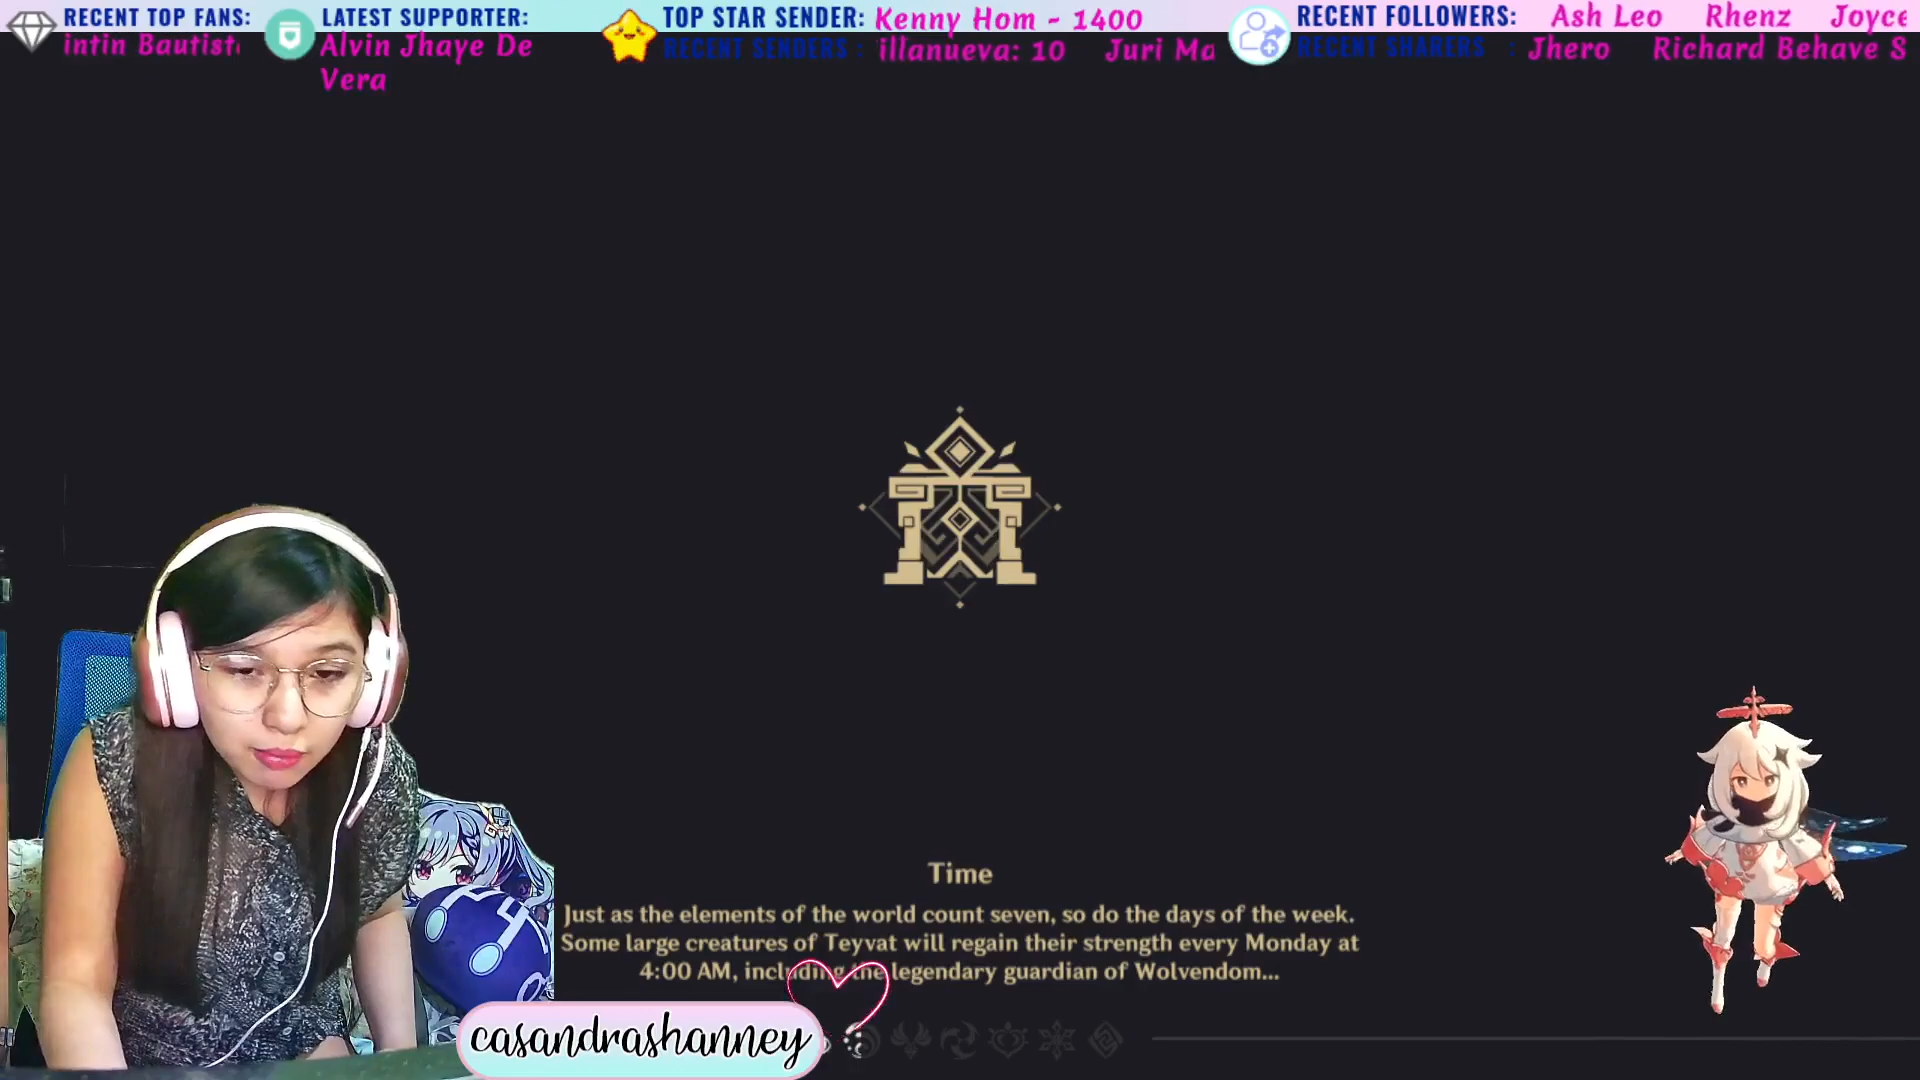 RECENT TOP FANS:
intin Bautist
LATEST SUPPORTER:
Alvin Jhaye De
Vera
TOP STAR SENDER: Kenny Hom - 1400
RECENT SENDERS : illanueva: 10 Juri Ma
RECENT FOLLOWERS: Ash Leo Rhenz Joyce
RECENT SHARERS : Jhero Richard Behave S
Time
Just as the elements of the world count seven, so do the days of the week.
Some large creatures of Teyvat will regain their strength every Monday at
4:00 AM, including the legendary guardian of Wolvendom...
casandrashanney